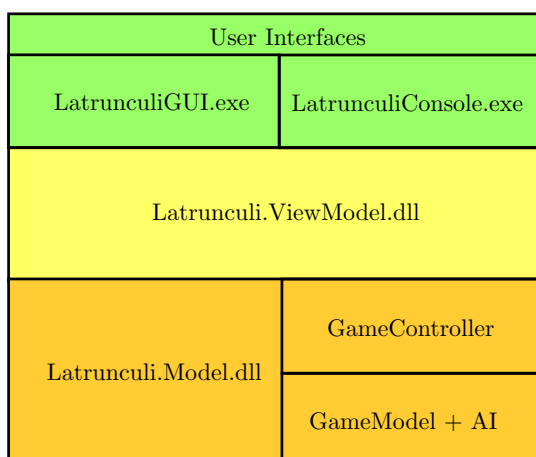 User Interfaces
LatrunculiGUI.exe
LatrunculiConsole.exe
Latrunculi.ViewModel.dll
Latrunculi.Model.dll
GameController
GameModel + AI